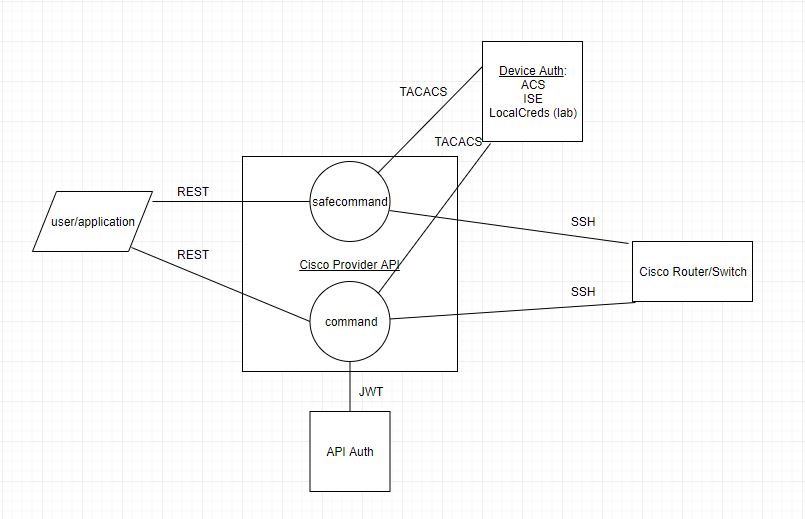 Device Auth:
ACS
ISE
LocalCreds (lab)
TACACS
TACACS
REST
safecommand
user/application
SSH
REST
Cisco Provider API
Cisco Router/Switch
SSH
command
JWT
API Auth